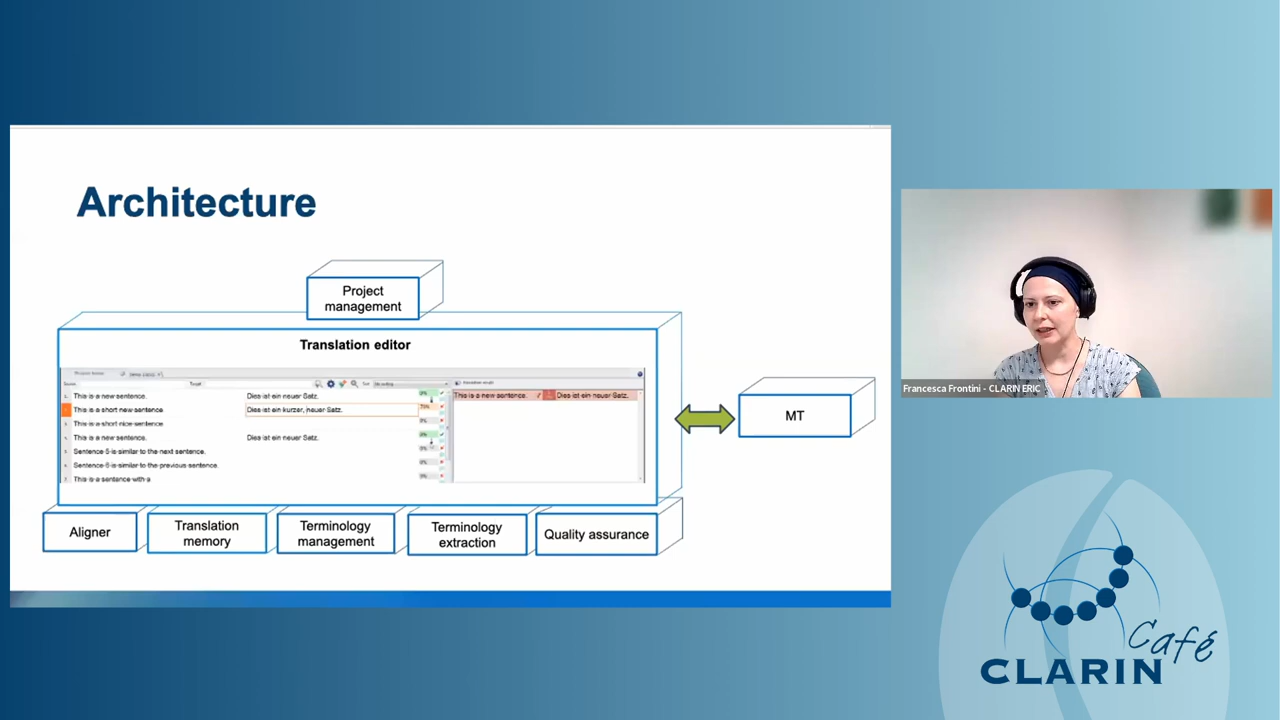 Architecture
Project
management
Translation editor
This is a new sentence.
Dies ist ein neuer Satz.
This is a short new sentence
Dies ist ein kurzer, neuer Satz.
This is a short nice sentence
This is a new sentence.
Dies ist ein neuer Satz.
Sentence 5 is similar to the next sentence.
Sentence 6 is similar to the previous sentence.
This is a sentence with a
This is a new sentence.
Dies ist ein neuer Satz.
MT
Aligner
Translation
memory
Terminology
management
Terminology
extraction
Quality assurance
Francesca Frontini - CLARIN ERIC
Café
CLARIN